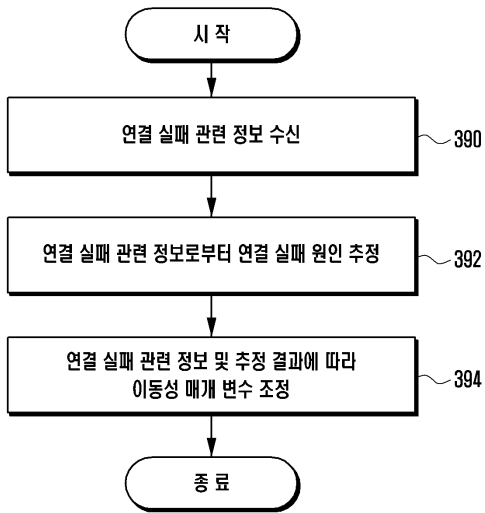 시 작
연결 실패 관련 정보 수신
390
연결 실패 관련 정보로부터 연결 실패 원인 추정
392
연결 실패 관련 정보 및 추정 결과에 따라
이동성 매개 변수 조정
394
종 료